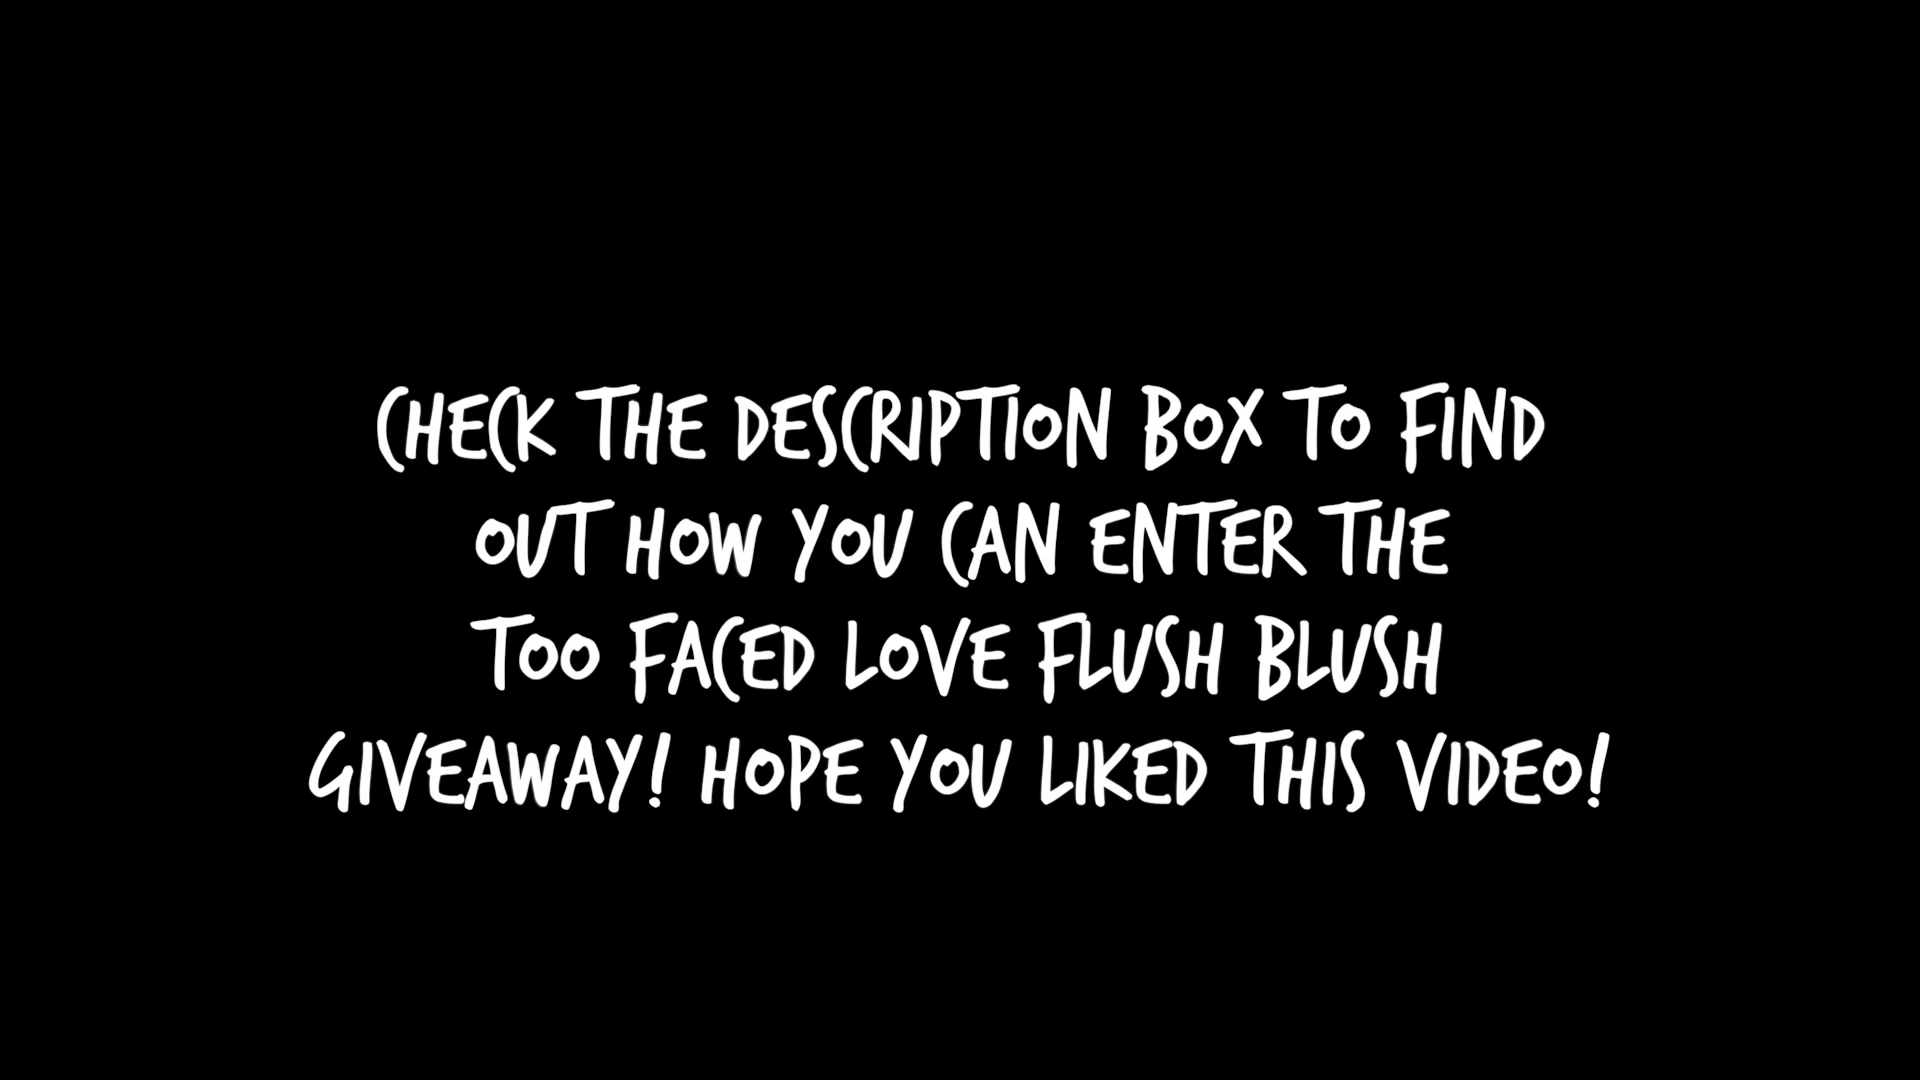 CHECK THE DESCRIPTION BOX TO FIND
OUT HOW YOU CAN ENTER THE
TOO FACED LOVE FLUSH BLUSH
GIVEAWAY! HOPE YOU LIKED THIS VIDEO!